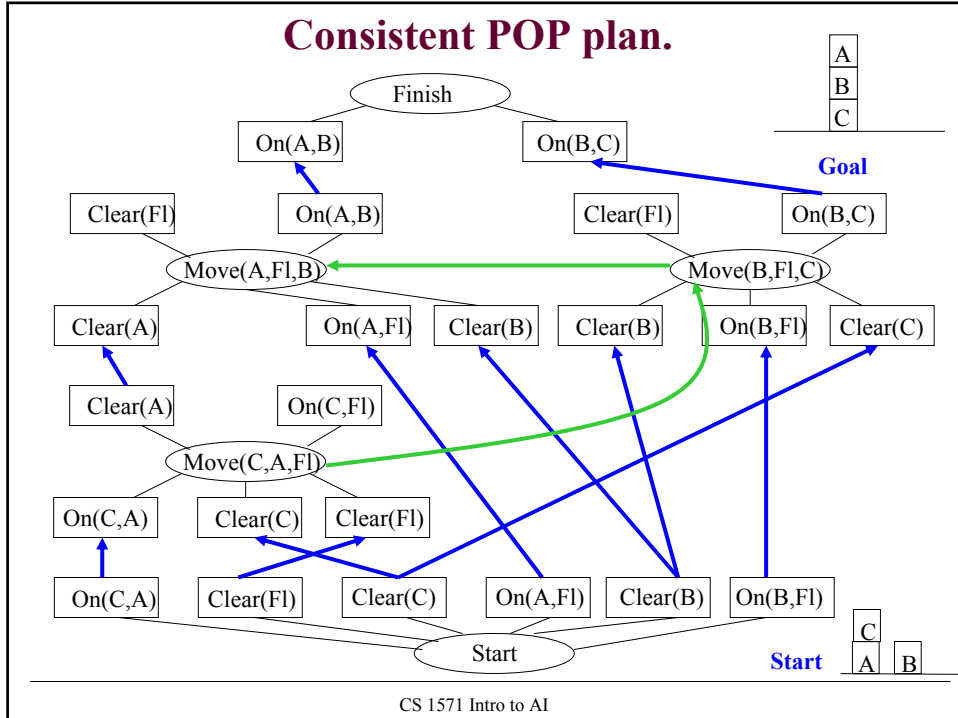 Consistent POP plan.
A
B
C
Finish
On(A,B)
On(B,C)
Goal
Clear(Fl)
On(A,B)
Clear(Fl)
On(B,C)
Move(A,Fl,B)
Move(B,Fl,C)
Clear(A)
On(A,Fl)
Clear(B)
Clear(B)
On(B,Fl)
Clear(C)
Clear(A)
On(C,Fl)
Move(C,A,Fl)
On(C,A)
Clear(C)
Clear(Fl)
On(C,A)
Clear(Fl)
Clear(C)
On(A,Fl)
Clear(B)
On(B,Fl)
Start
Start
C
A
B
CS 1571 Intro to AI